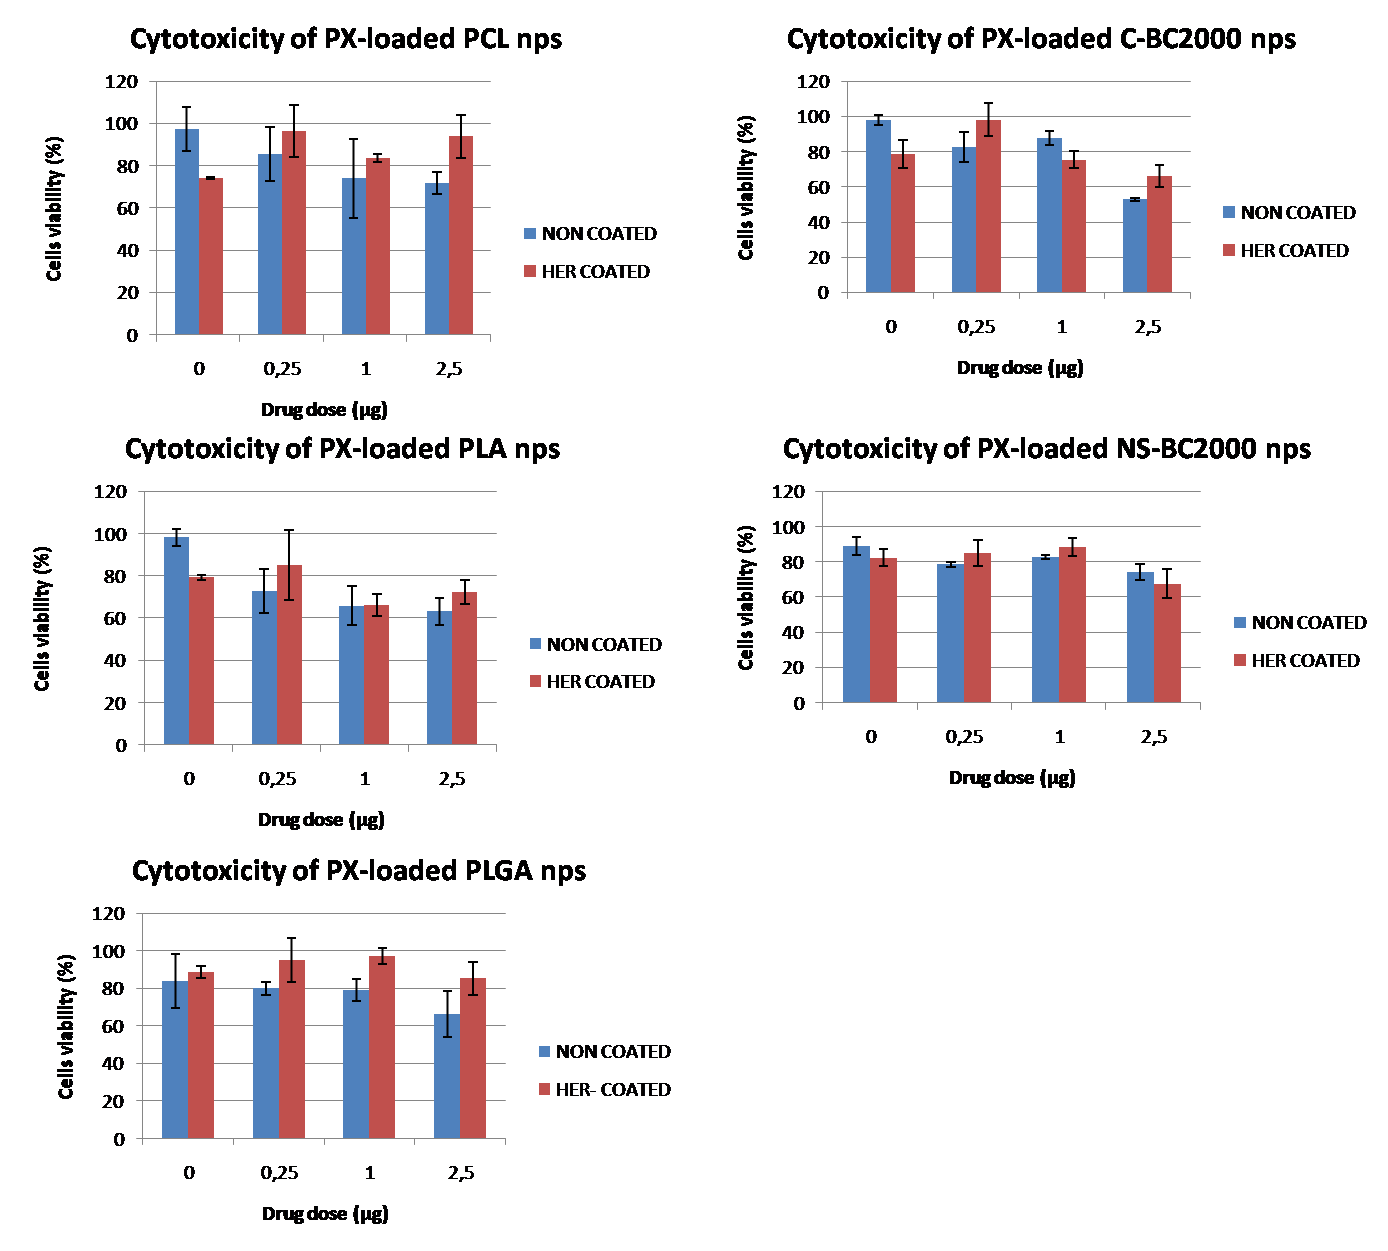 Cytotoxicity of PX-loaded PCL nps
120
100
80
60
40
20
0
Cells viability (%)
0 0,25 1 2,5
Drug dose (µg)
NON COATED
HER COATED
Cytotoxicity of PX-loaded C-BC2000 nps
120
100
80
60
40
20
0
Cells viability (%)
0 0,25 1 2,5
Drug dose (µg)
NON COATED
HER COATED
Cytotoxicity of PX-loaded PLA nps
120
100
80
60
40
20
0
Cells viability (%)
0 0,25 1 2,5
Drug dose (µg)
NON COATED
HER COATED
Cytotoxicity of PX-loaded NS-BC2000 nps
120
100
80
60
40
20
0
Cells viability (%)
0 0,25 1 2,5
Drug dose (µg)
NON COATED
HER COATED
Cytotoxicity of PX-loaded PLGA nps
120
100
80
60
40
20
0
Cells viability (%)
0 0,25 1 2,5
Drug dose (µg)
NON COATED
HER- COATED